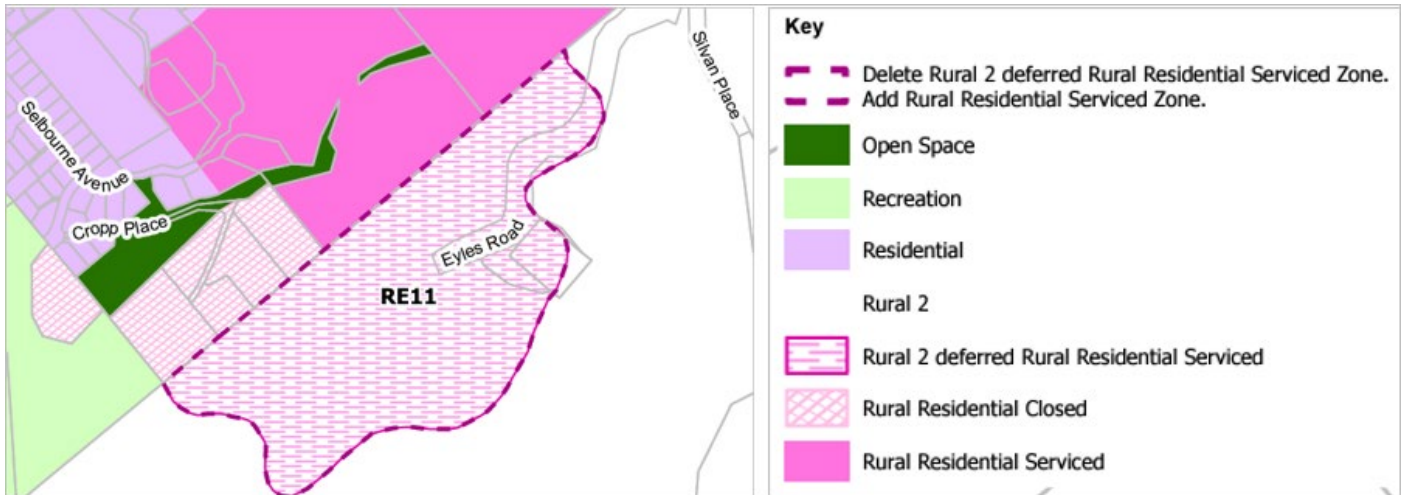 Silvan Place
Selbourne Avenue
Cropp Place
Eyles Road
RE11
Key
Delete Rural 2 deferred Rural Residential Serviced Zone.
Add Rural Residential Serviced Zone.
Open Space
Recreation
Residential
Rural 2
Rural 2 deferred Rural Residential Serviced
Rural Residential Closed
Rural Residential Serviced